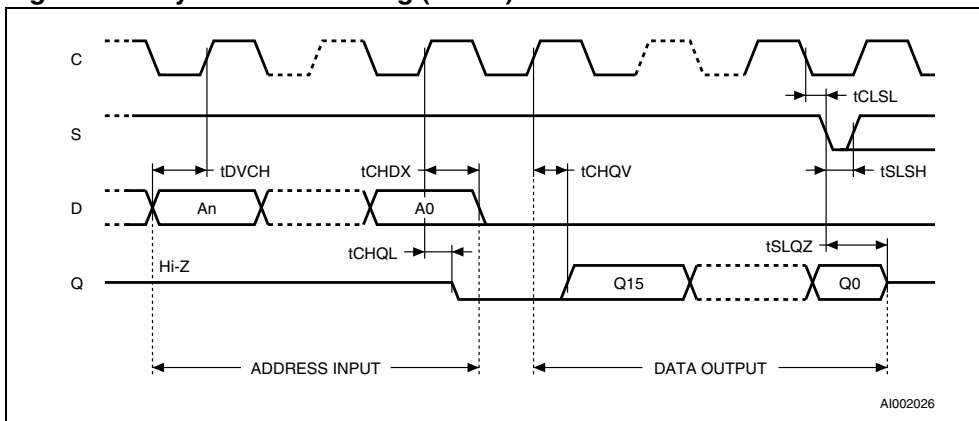 C
tCLSL
S
tDVCH
tCHDX
tCHQV
tSLSH
D
An
A0
tCHQL
tSLQZ
Hi-Z
Q
Q15
Q0
ADDRESS INPUT
DATA OUTPUT
AI002026